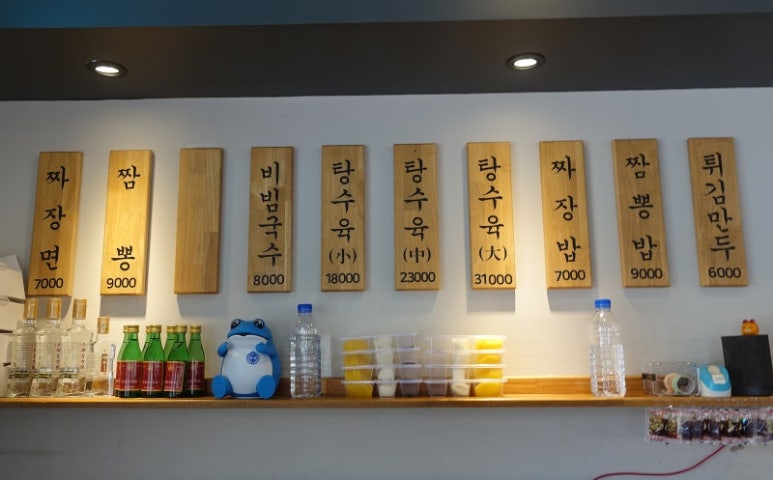 짜장면
7000
짬뽕
9000
비빔국수
8000
탕수육
(小)
18000
탕수육
(中)
23000
탕수육
(大)
31000
짜장밥
7000
짬뽕밥
9000
튀김만두
6000